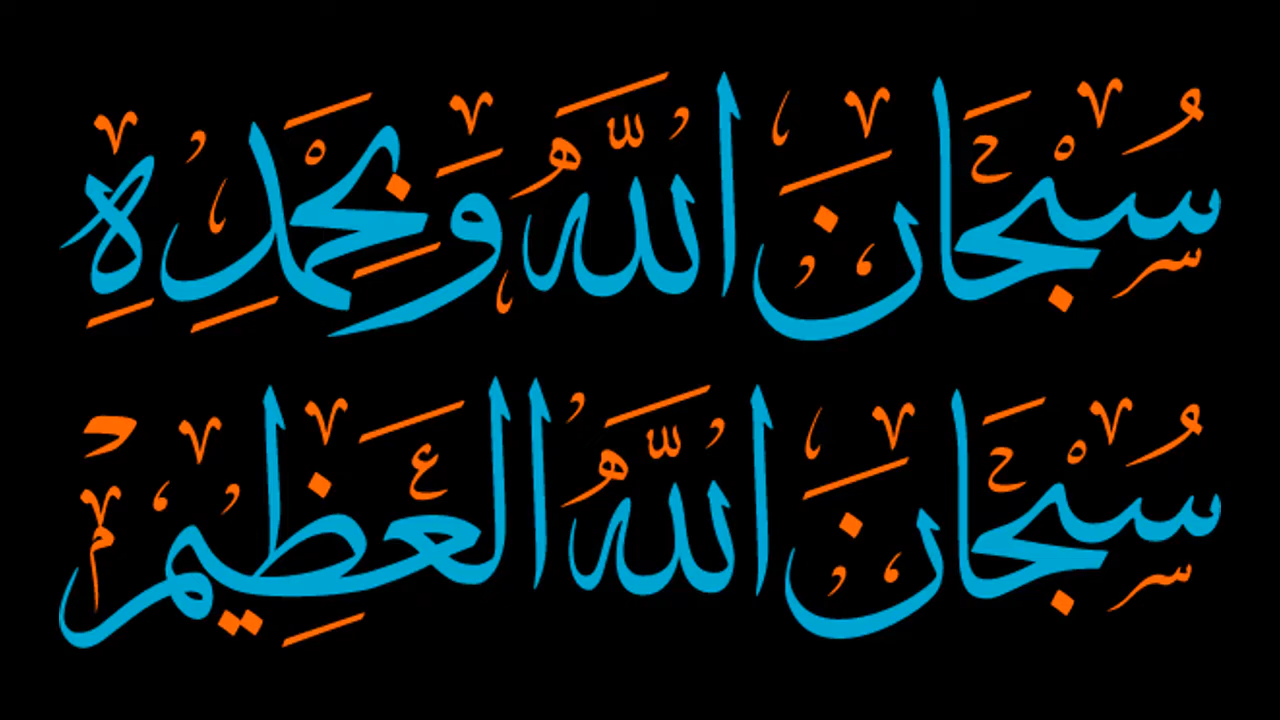 سُبْحَانَ اللَّهِ وَبِحَمْدِهِ
سُبْحَانَ اللَّهِ الْعَظِيمِ